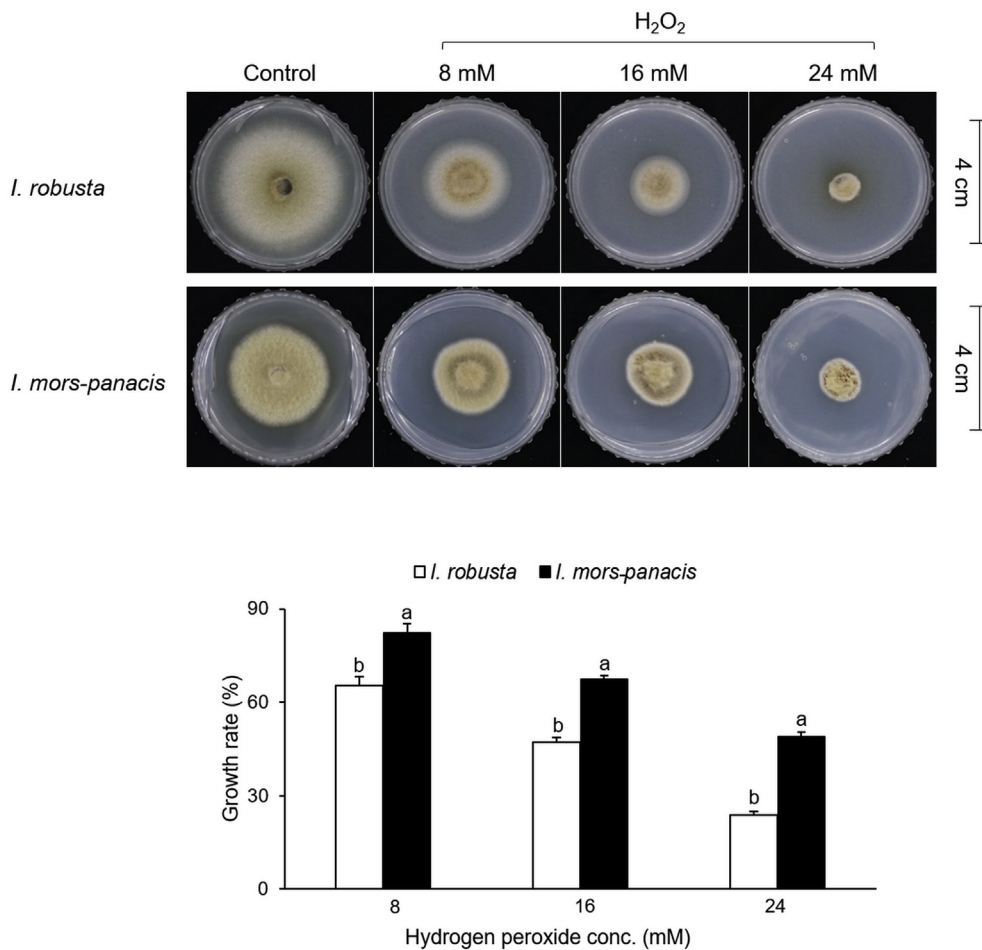 H₂O₂
Control 8 mM 16 mM 24 mM
I. robusta
4 cm
I. mors-panacis
4 cm
I. robusta I. mors-panacis
Growth rate (%)
90
60
30
0
b a
b a
b a
8 16 24
Hydrogen peroxide conc. (mM)